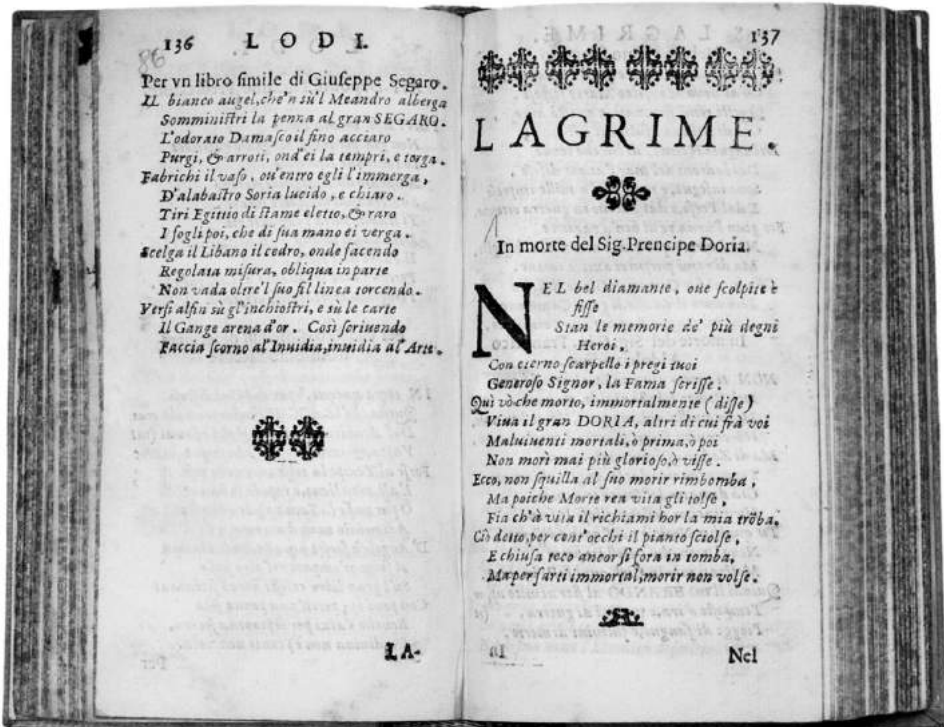 136 LODI.
86
Per vn libro ſimile di Giuſeppe Segaro.
IL bianco augel, che'n sù'l Meandro alberga
Somminiſtri la penna al gran SEGARO.
L'odorato Damaſco il fino acciaro
Purgi, & arroti, ond'ei la tempri, e torga.
Fabrichi il vaſo, ou'entro egli l'immerga,
D'alabaſtro Soria lucido, e chiaro.
Tiri Egittio di ſtame eletto, & raro
I fogli poi, che di ſua mano ei verga.
Scelga il Libano il cedro, onde facendo
Regolata miſura, obliqua in parte
Non vada oltre'l ſuo fil linea torcendo.
Verſi alfin sù gl'inchioſtri, e sù le carte
Il Gange arena d'or. Così ſcriuendo
Faccia ſcorno al'Inuidia, inuidia al'Arte.
LA-
137
LAGRIME.
1
In morte del Sig. Prencipe Doria.
NEL bel diamante, oue ſcolpite è
fiſſe
Stan le memorie de' più degni
Heroi,
Con eterno ſcarpello i pregi tuoi
Generoſo Signor, la Fama ſcriſſe.
Quì vò che morto, immortalmente (diſſe)
Viua il gran DORIA, altri di cui frà voi
Malviuenti mortali, ò prima, ò poi
Non morì mai più glorioſo, ò viſſe.
Ecco, non ſquilla al ſuo morir rimbomba,
Ma poiche Morte rea vita gli tolſe,
Fia ch'à vita il richiami hor la mia trõba.
Ciò detto, per cent'occhi il pianto ſciolſe,
E chiuſa teco ancor ſi fora in tomba,
Ma per farti immortal, morir non volſe.
Nel